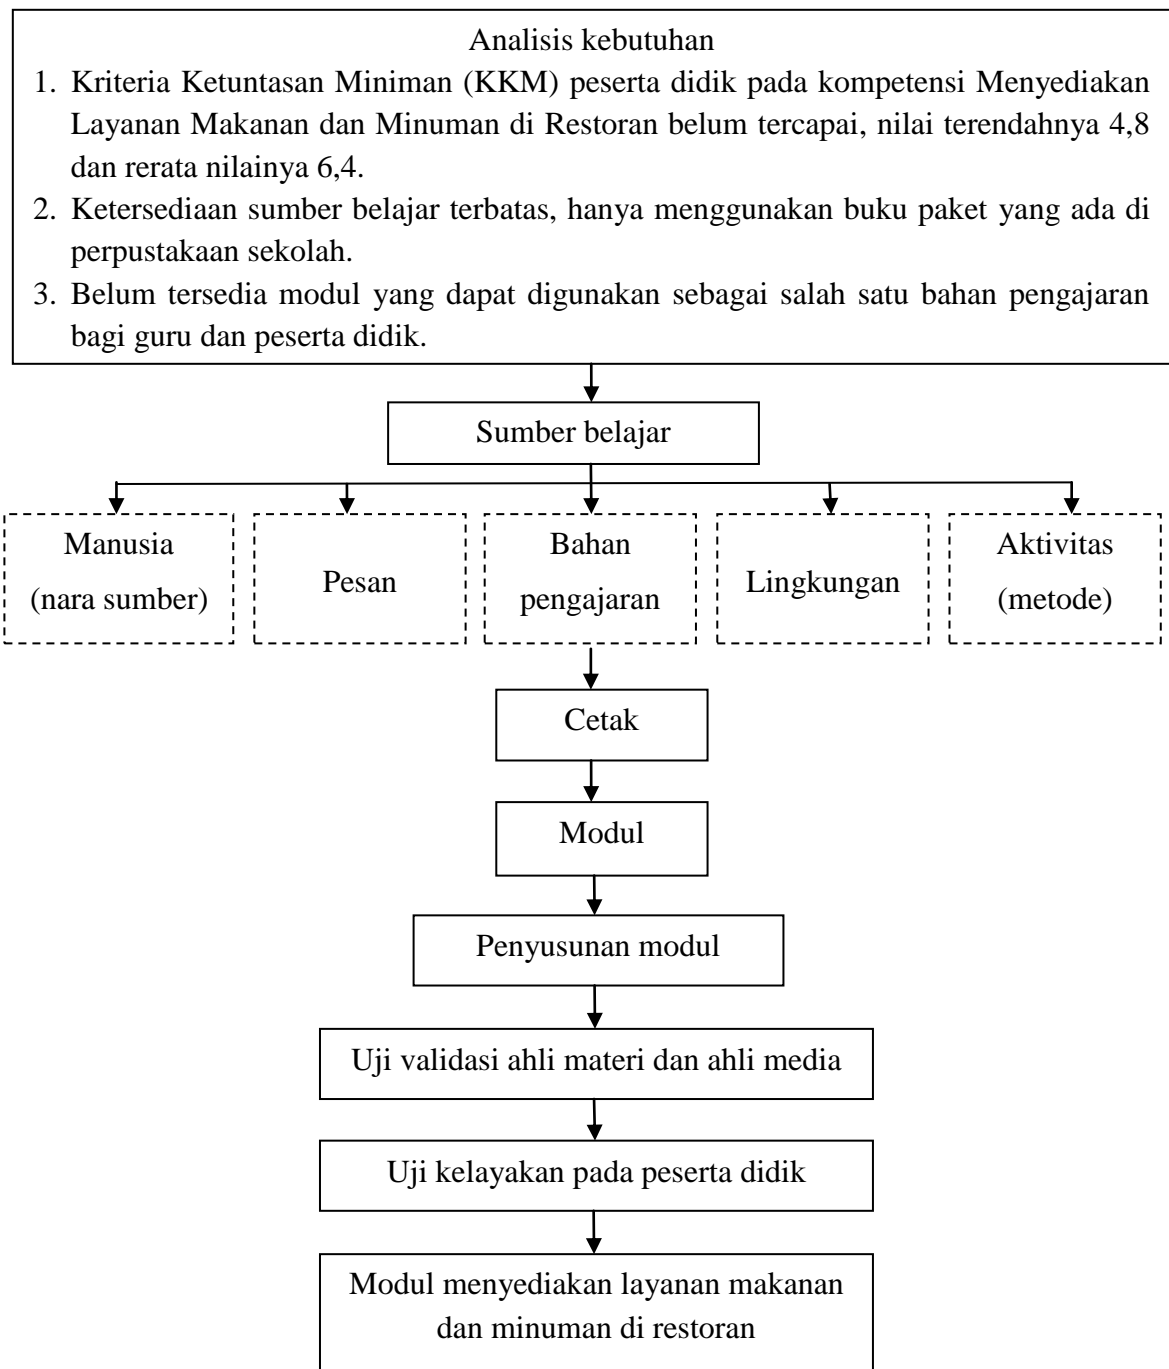 Analisis kebutuhan
1. Kriteria Ketuntasan Miniman (KKM) peserta didik pada kompetensi Menyediakan
Layanan Makanan dan Minuman di Restoran belum tercapai, nilai terendahnya 4,8
dan rerata nilainya 6,4.
2. Ketersediaan sumber belajar terbatas, hanya menggunakan buku paket yang ada di
perpustakaan sekolah.
3. Belum tersedia modul yang dapat digunakan sebagai salah satu bahan pengajaran
bagi guru dan peserta didik.
Sumber belajar
Manusia
(nara sumber)
Pesan
Bahan
pengajaran
Lingkungan
Aktivitas
(metode)
Cetak
Modul
Penyusunan modul
Uji validasi ahli materi dan ahli media
Uji kelayakan pada peserta didik
Modul menyediakan layanan makanan
dan minuman di restoran